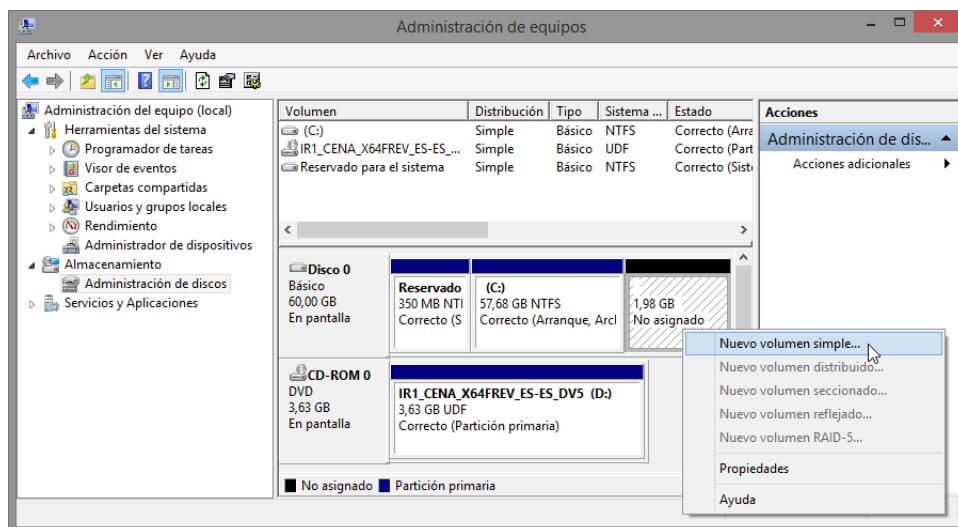 Administración de equipos
Archivo Acción Ver Ayuda
Administración del equipo (local)
Herramientas del sistema
Programador de tareas
Visor de eventos
Carpetas compartidas
Usuarios y grupos locales
Rendimiento
Administrador de dispositivos
Almacenamiento
Administración de discos
Servicios y Aplicaciones
Volumen Distribución Tipo Sistema ... Estado
(C:) Simple Básico NTFS Correcto (Arra
IR1_CENA_X64FREV_ES-ES_... Simple Básico UDF Correcto (Part
Reservado para el sistema Simple Básico NTFS Correcto (Siste
Disco 0
Básico
60,00 GB
En pantalla
Reservado
350 MB NTI
Correcto (S
(C:)
57,68 GB NTFS
Correcto (Arranque, Arcl
1,98 GB
No asignado
CD-ROM 0
DVD
3,63 GB
En pantalla
IR1_CENA_X64FREV_ES-ES_DV5 (D:)
3,63 GB UDF
Correcto (Partición primaria)
No asignado Partición primaria
Acciones
Administración de dis...
Acciones adicionales
Nuevo volumen simple...
Nuevo volumen distribuido...
Nuevo volumen seccionado...
Nuevo volumen reflejado...
Nuevo volumen RAID-5...
Propiedades
Ayuda